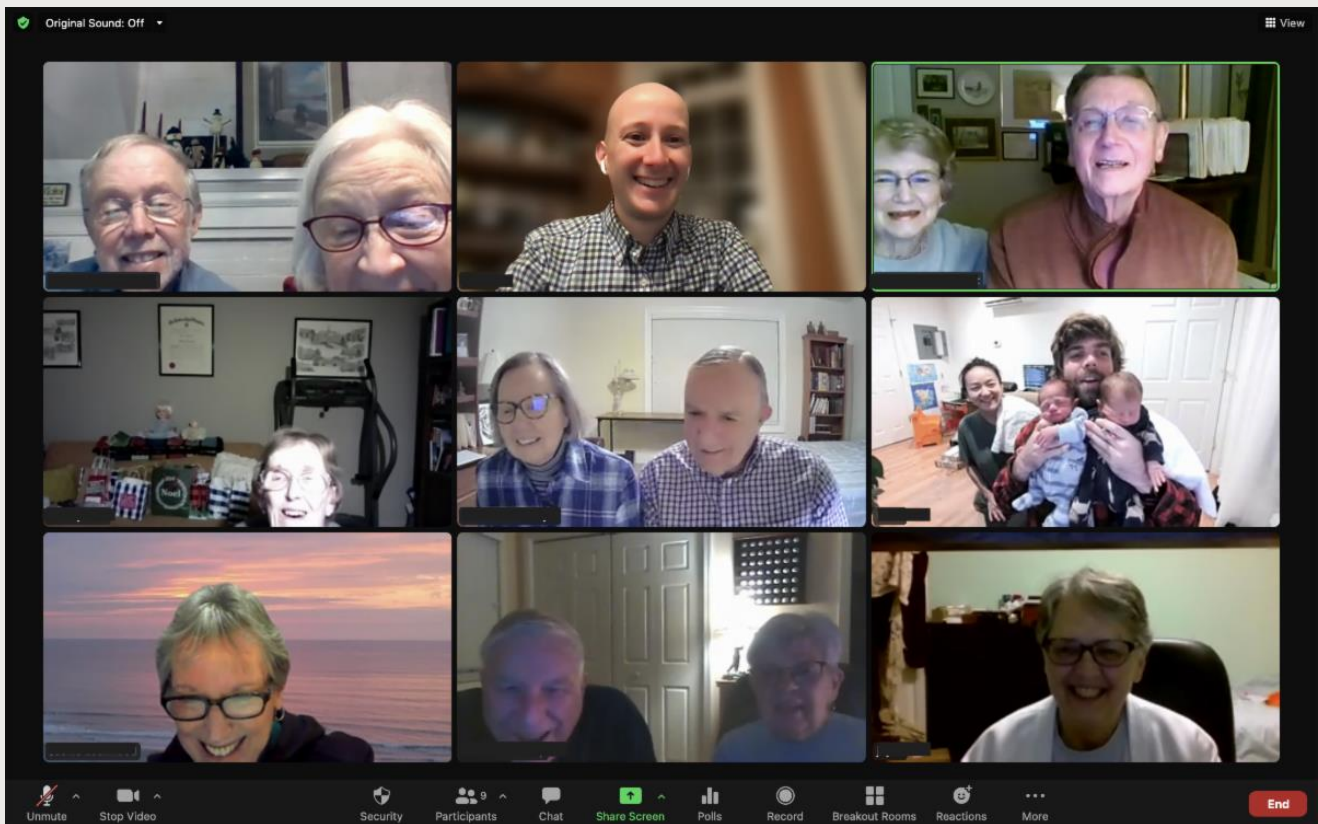 Original Sound: Off
View
Noel
Unmute
Stop Video
Security
Participants
9
Chat
Share Screen
Polls
Record
Breakout Rooms
Reactions
More
End